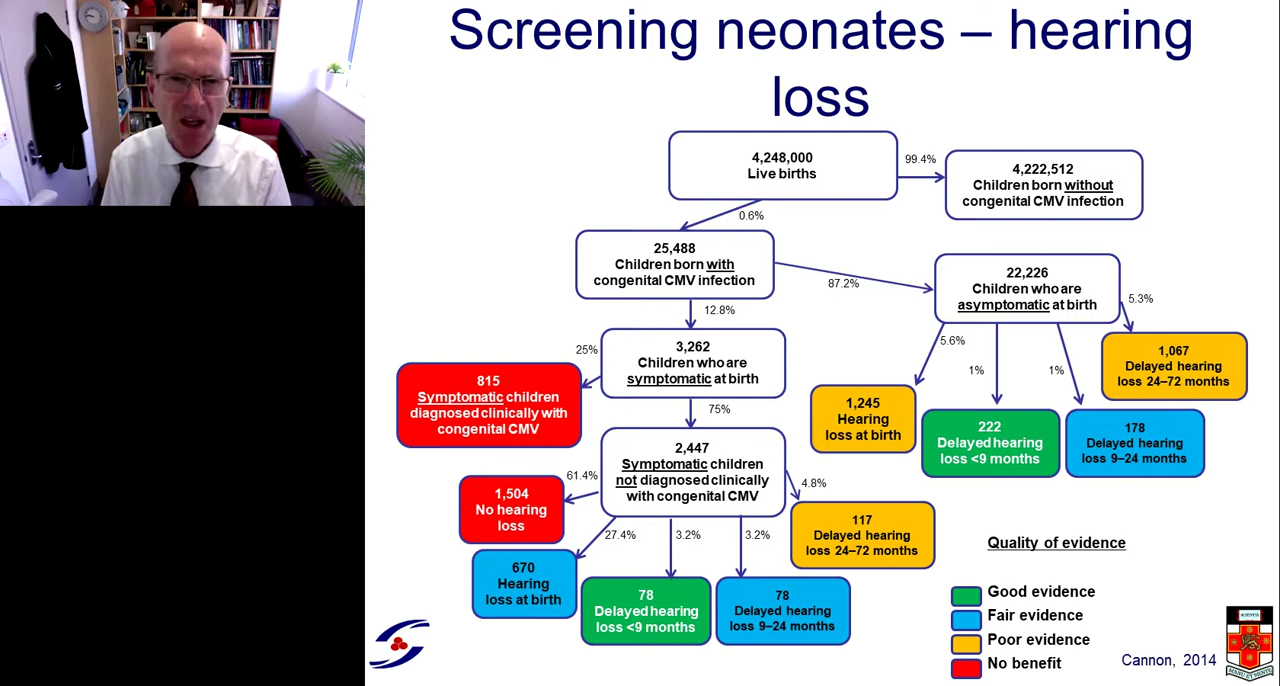 Screening neonates – hearing
loss
4,248,000
Live births
99.4%
4,222,512
Children born without
congenital CMV infection
0.6%
25,488
Children born with
congenital CMV infection
87.2%
22,226
Children who are
asymptomatic at birth
5.3%
12.8%
5.6%
1%
1%
1,067
Delayed hearing
loss 24–72 months
25%
3,262
Children who are
symptomatic at birth
815
Symptomatic children
diagnosed clinically with
congenital CMV
1,245
Hearing
loss at birth
222
Delayed hearing
loss <9 months
178
Delayed hearing
loss 9–24 months
75%
2,447
Symptomatic children
not diagnosed clinically
with congenital CMV
61.4%
4.8%
1,504
No hearing
loss
27.4%
3.2%
3.2%
117
Delayed hearing
loss 24–72 months
670
Hearing
loss at birth
78
Delayed hearing
loss <9 months
78
Delayed hearing
loss 9–24 months
Quality of evidence
Good evidence
Fair evidence
Poor evidence
No benefit
Cannon, 2014